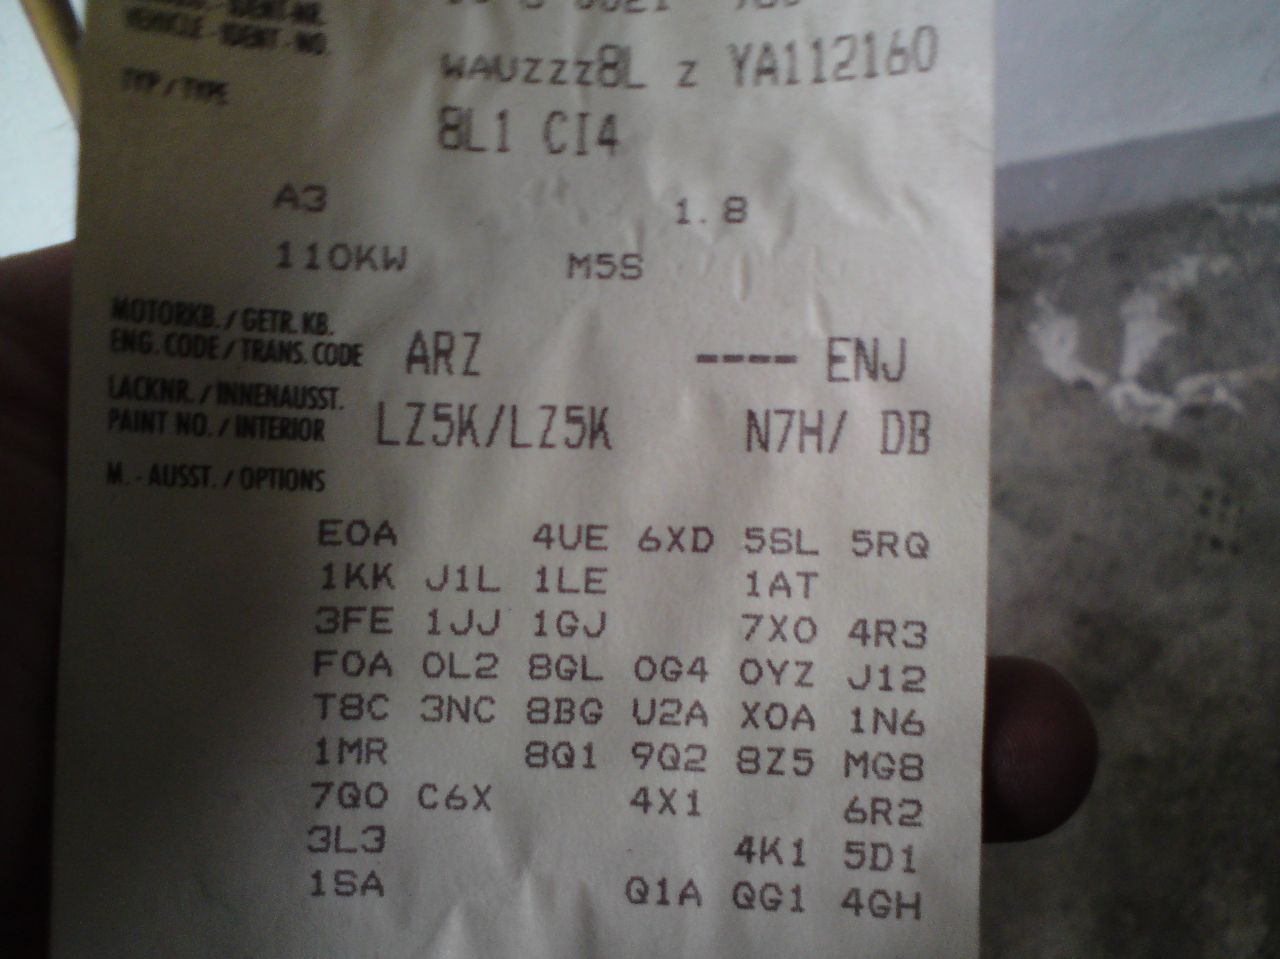 VEHICLE - IDENT - NO.
WAUZZZ8L Z YA112160
TYP / TYPE
8L1 CI4
A3 1.8
110KW M5S
MOTORKB. / GETR. KB.
ENG. CODE / TRANS. CODE ARZ ---- ENJ
LACKNR. / INNENAUSST.
PAINT NO. / INTERIOR LZ5K/LZ5K N7H/ DB
M. - AUSST. / OPTIONS
E0A 4UE 6XD 5SL 5RQ
1KK J1L 1LE 1AT
3FE 1JJ 1GJ 7X0 4R3
F0A 0L2 8GL 0G4 0YZ J12
T8C 3NC 8BG U2A X0A 1N6
1MR 8Q1 9Q2 8Z5 MG8
7Q0 C6X 4X1 6R2
3L3 4K1 5D1
1SA Q1A QG1 4GH